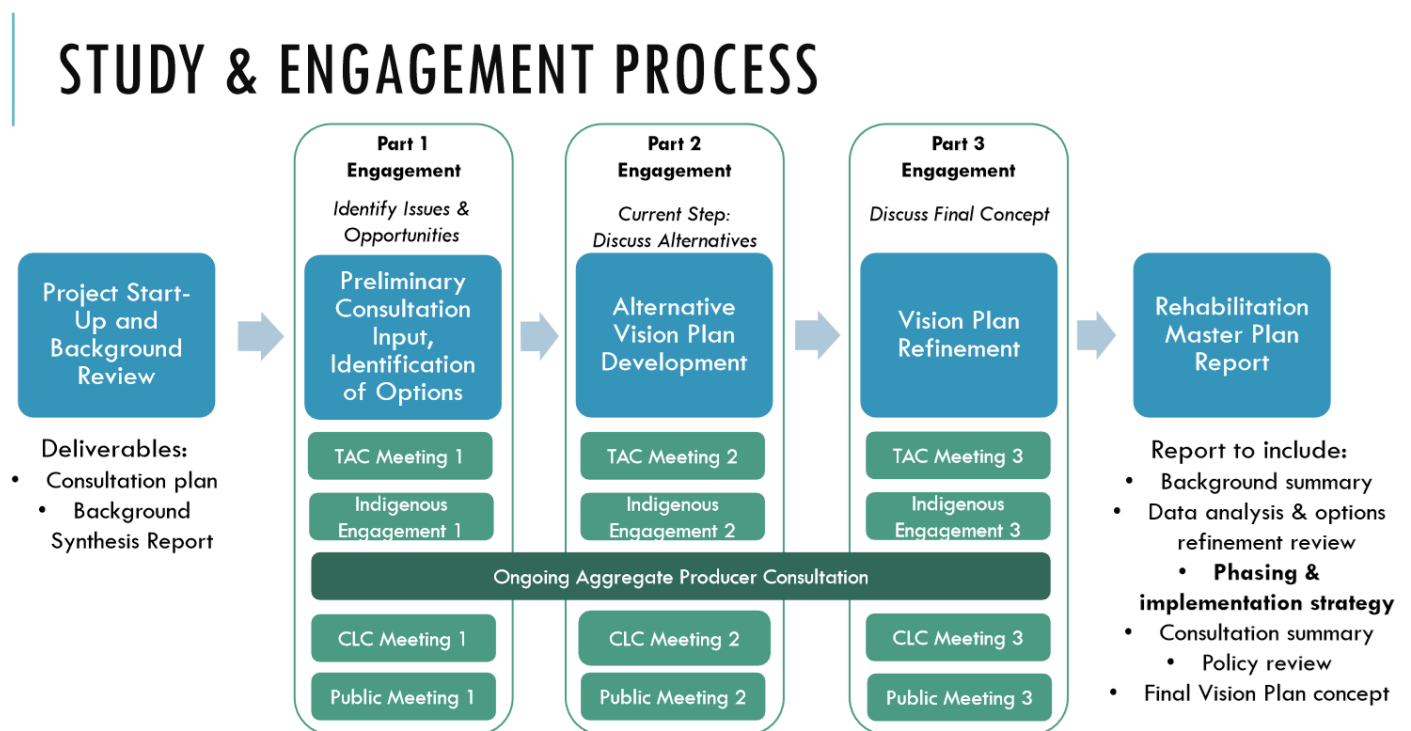 STUDY & ENGAGEMENT PROCESS
Project Start-
Up and
Background
Review
Deliverables:
• Consultation plan
• Background
Synthesis Report
Part 1
Engagement
Identify Issues &
Opportunities
Preliminary
Consultation
Input,
Identification
of Options
TAC Meeting 1
Indigenous
Engagement 1
Part 2
Engagement
Current Step:
Discuss Alternatives
Alternative
Vision Plan
Development
TAC Meeting 2
Indigenous
Engagement 2
Part 3
Engagement
Discuss Final Concept
Vision Plan
Refinement
TAC Meeting 3
Indigenous
Engagement 3
Ongoing Aggregate Producer Consultation
CLC Meeting 1
Public Meeting 1
CLC Meeting 2
Public Meeting 2
CLC Meeting 3
Public Meeting 3
Rehabilitation
Master Plan
Report
Report to include:
• Background summary
• Data analysis & options
refinement review
• Phasing &
implementation strategy
• Consultation summary
• Policy review
• Final Vision Plan concept